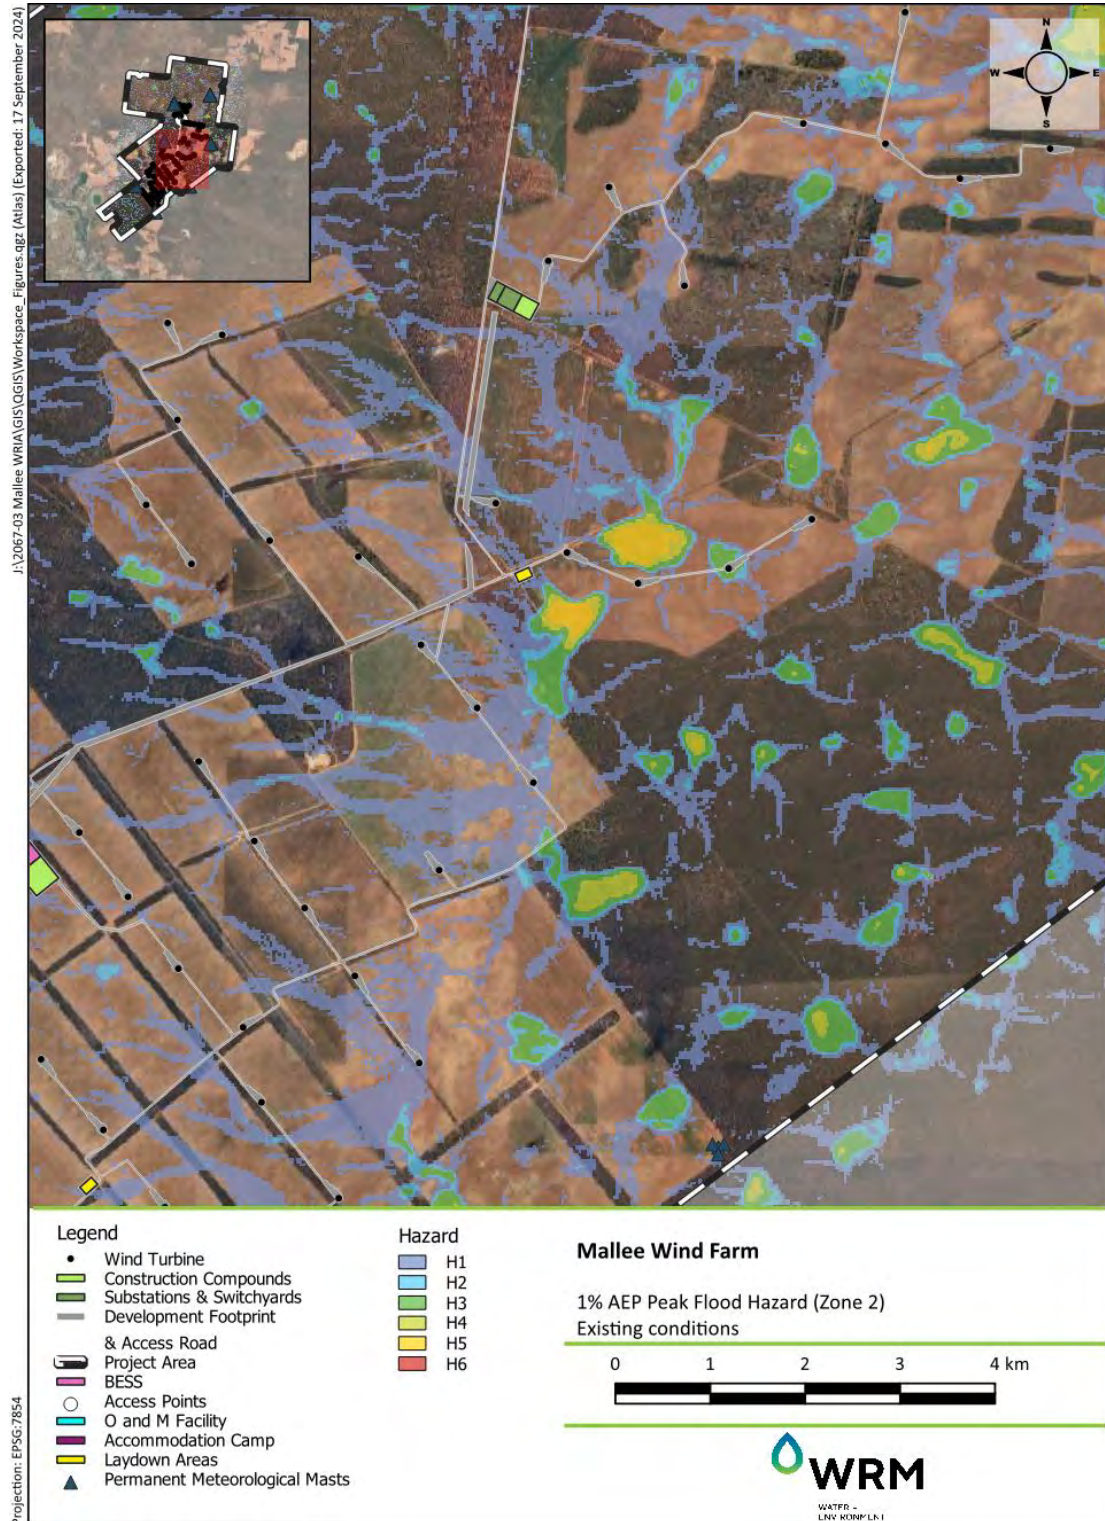 J:\2067-03 Mallee WRIA\GIS\QGIS\Workspace_Figures.qgz (Atlas) (Exported: 17 September 2024)
N
W
E
S
Legend
Wind Turbine
Construction Compounds
Substations & Switchyards
Development Footprint
& Access Road
Project Area
BESS
Access Points
O and M Facility
Accommodation Camp
Laydown Areas
Permanent Meteorological Masts
Hazard
H1
H2
H3
H4
H5
H6
Mallee Wind Farm
1% AEP Peak Flood Hazard (Zone 2)
Existing conditions
0 1 2 3 4 km
Projection: EPSG:7854
WRM
WATER +
ENVIRONMENT